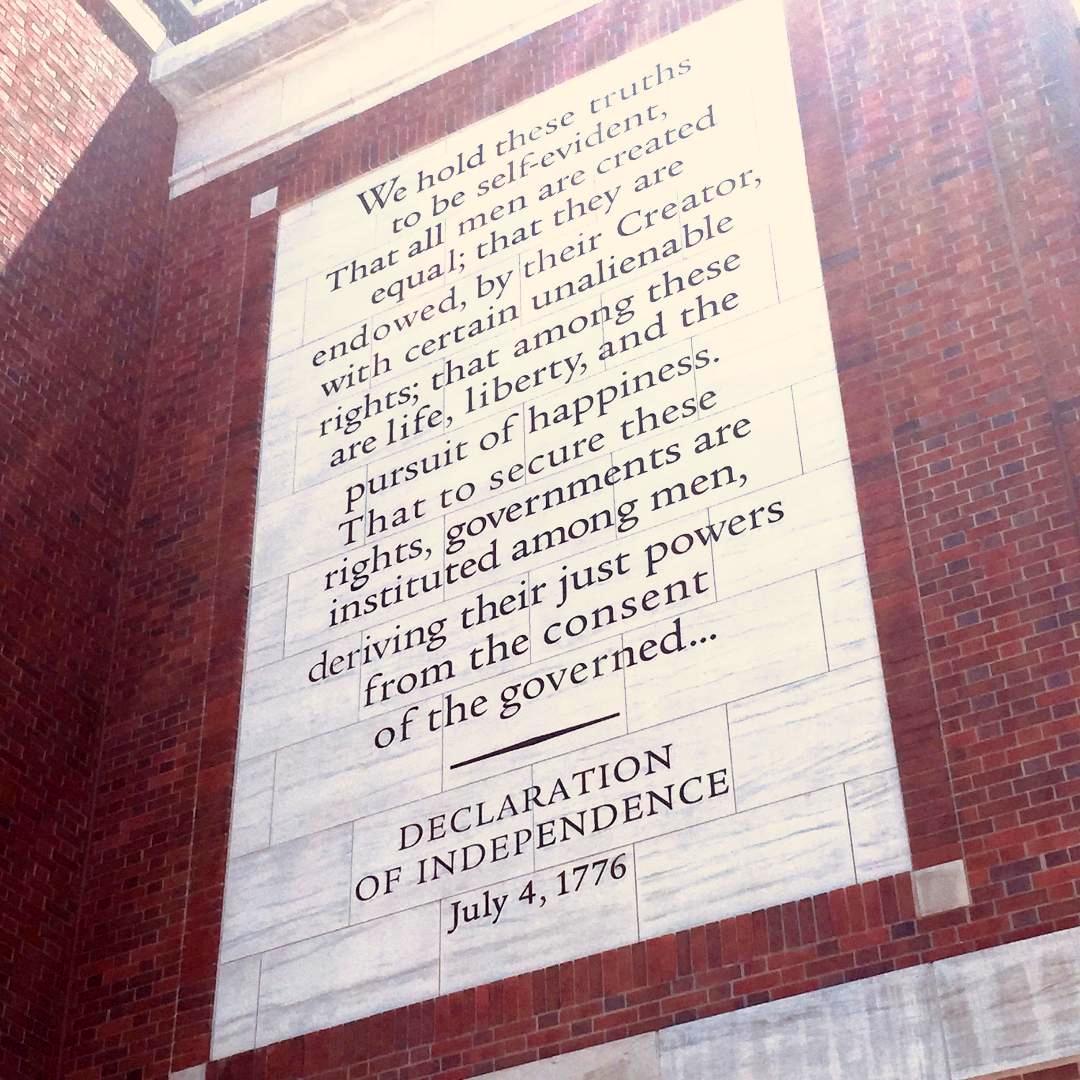 We hold these truths
to be self-evident,
That all men are created
equal; that they are
endowed, by their Creator,
with certain unalienable
rights; that among these
are life, liberty, and the
pursuit of happiness.
That to secure these
rights, governments are
instituted among men,
deriving their just powers
from the consent
of the governed...
DECLARATION
OF INDEPENDENCE
July 4, 1776